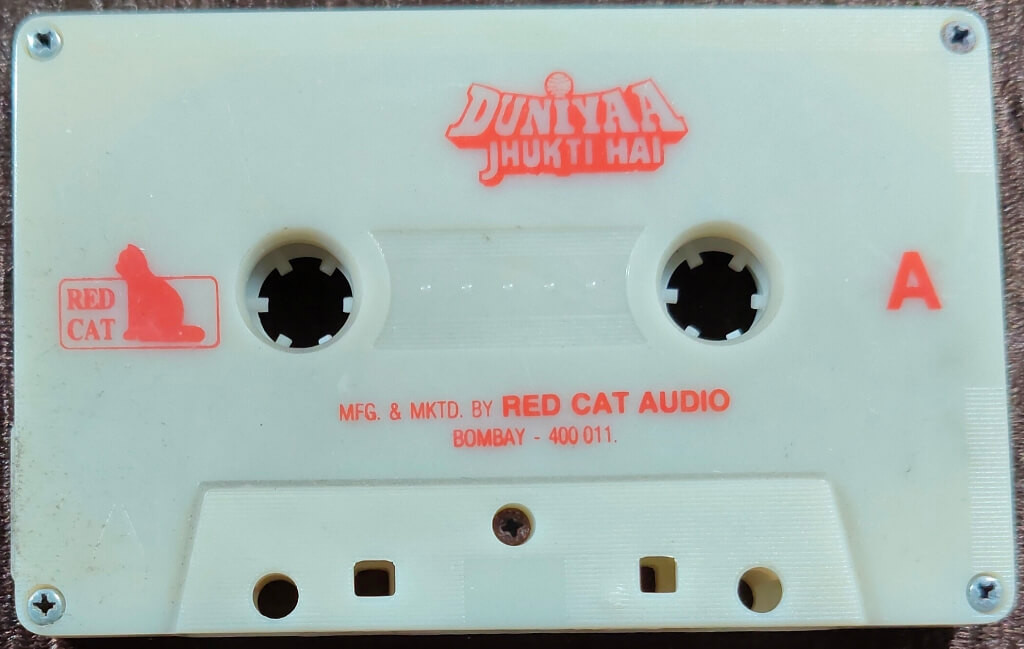 DUNIYAA
JHUKTI HAI
RED
CAT
A
MFG. & MKTD. BY RED CAT AUDIO
BOMBAY - 400 011.